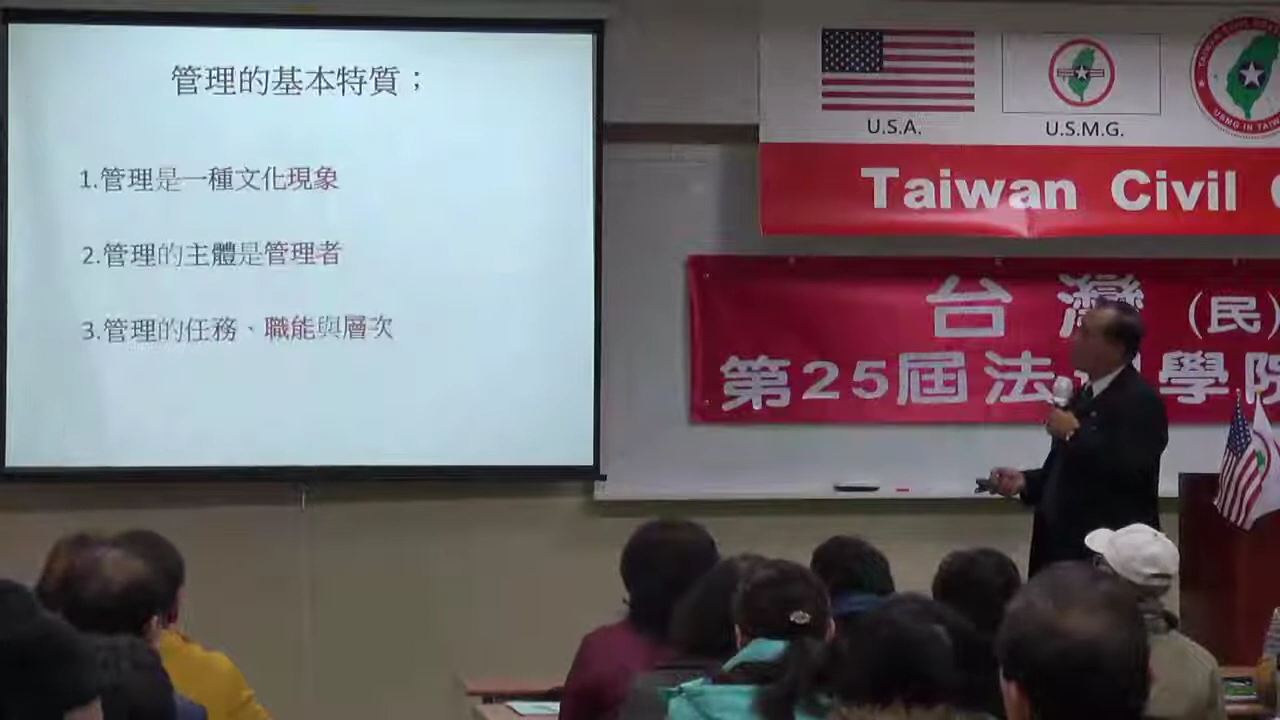 管理的基本特質；
1.管理是一種文化現象
2.管理的主體是管理者
3.管理的任務、職能與層次
U.S.A.
U.S.M.G.
Taiwan Civil
台灣(民)
第25屆法 學院